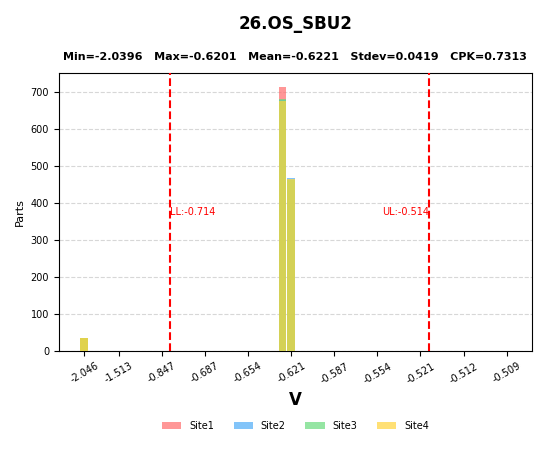 26.OS_SBU2
Min=-2.0396 Max=-0.6201 Mean=-0.6221 Stdev=0.0419 CPK=0.7313
700
600
500
400
300
200
100
0
Parts
LL:-0.714
UL:-0.514
-2.046 -1.513 -0.847 -0.687 -0.654 -0.621 -0.587 -0.554 -0.521 -0.512 -0.509
V
Site1 Site2 Site3 Site4